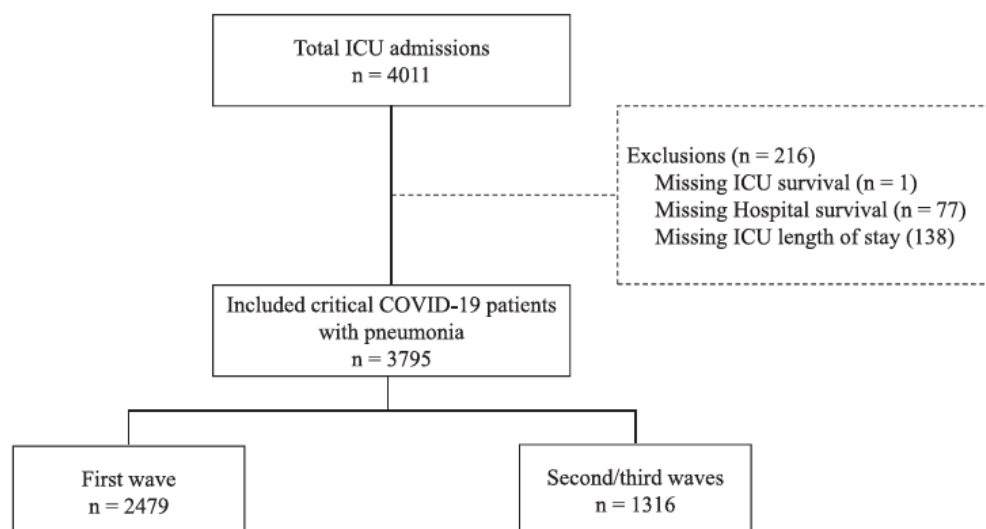 Total ICU admissions
n = 4011
Exclusions (n = 216)
Missing ICU survival (n = 1)
Missing Hospital survival (n = 77)
Missing ICU length of stay (138)
Included critical COVID-19 patients
with pneumonia
n = 3795
First wave
n = 2479
Second/third waves
n = 1316